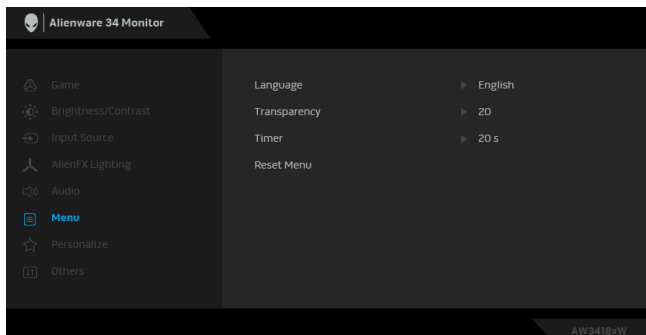 Alienware 34 Monitor
Game
Brightness/Contrast
Input Source
AlienFX Lighting
Audio
Menu
Personalize
Others
Language English
Transparency 20
Timer 20 s
Reset Menu
AW3418xW